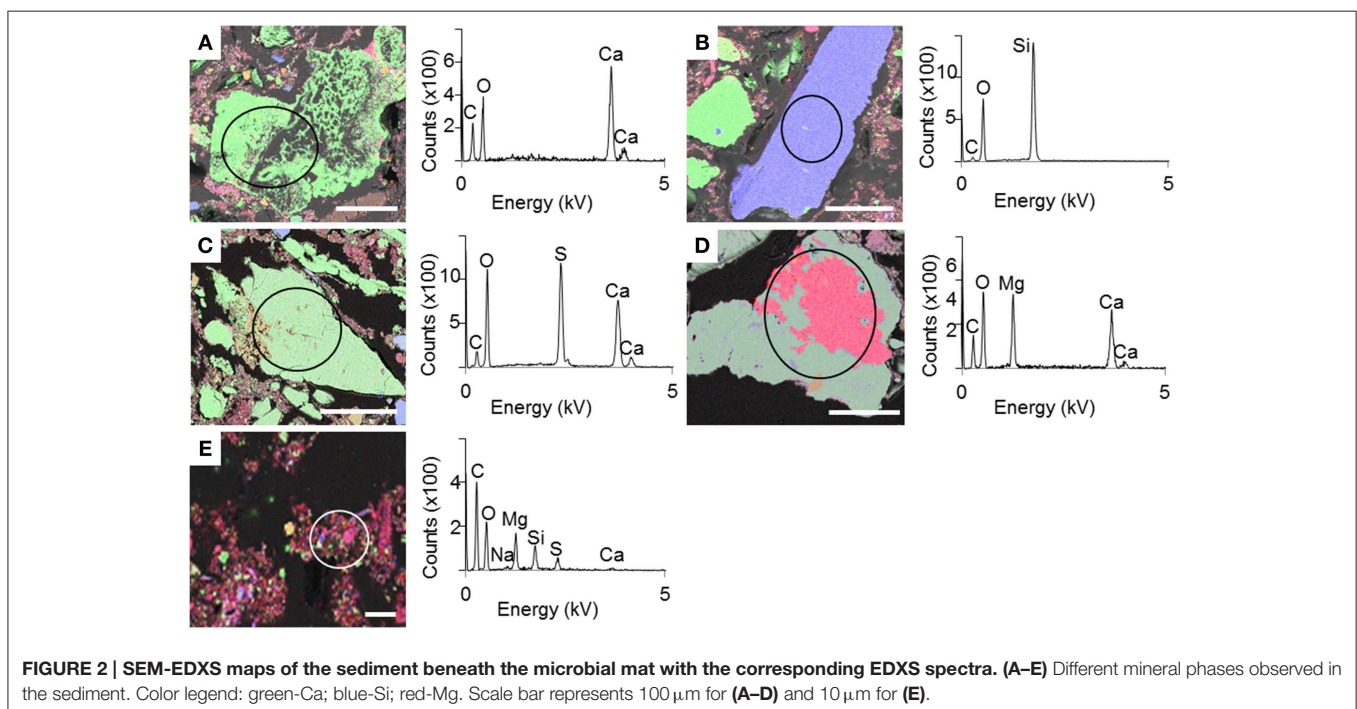 A
Counts (x100)
6
4
2
0
C
O
Ca
Ca
0
5
Energy (kV)
B
Counts (x100)
10
5
0
C
O
Si
5
Energy (kV)
C
Counts (x100)
10
5
C
O
S
Ca
Ca
0
5
Energy (kV)
D
Counts (x100)
6
4
2
C
O
Mg
Ca
Ca
0
5
Energy (kV)
E
Counts (x100)
4
2
C
O
Na
Mg
Si
S
Ca
0
5
Energy (kV)
FIGURE 2 | SEM-EDXS maps of the sediment beneath the microbial mat with the corresponding EDXS spectra. (A–E) Different mineral phases observed in
the sediment. Color legend: green-Ca; blue-Si; red-Mg. Scale bar represents 100 μm for (A–D) and 10 μm for (E).